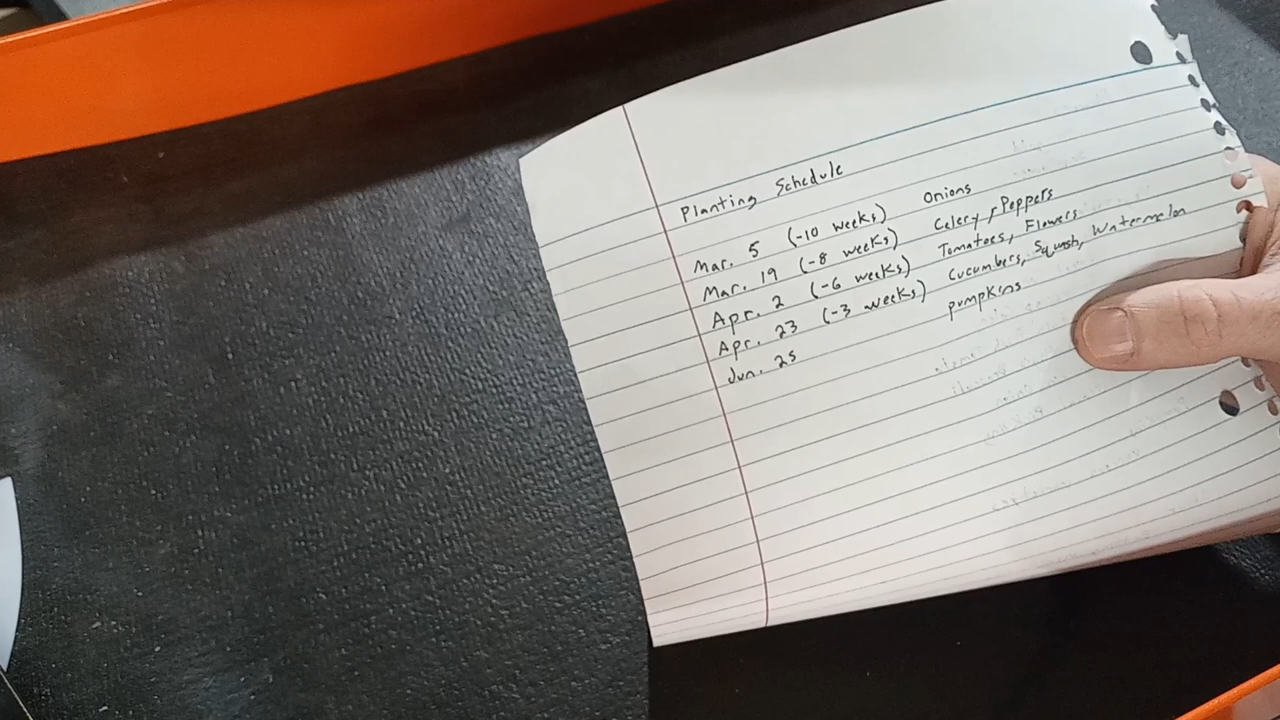 Planting Schedule
Mar. 5 (-10 weeks) Onions
Mar. 19 (-8 weeks) Celery, Peppers
Apr. 2 (-6 weeks) Tomatoes, Flowers
Apr. 23 (-3 weeks) Cucumbers, Squash, Watermelon
Jun. 25 pumpkins